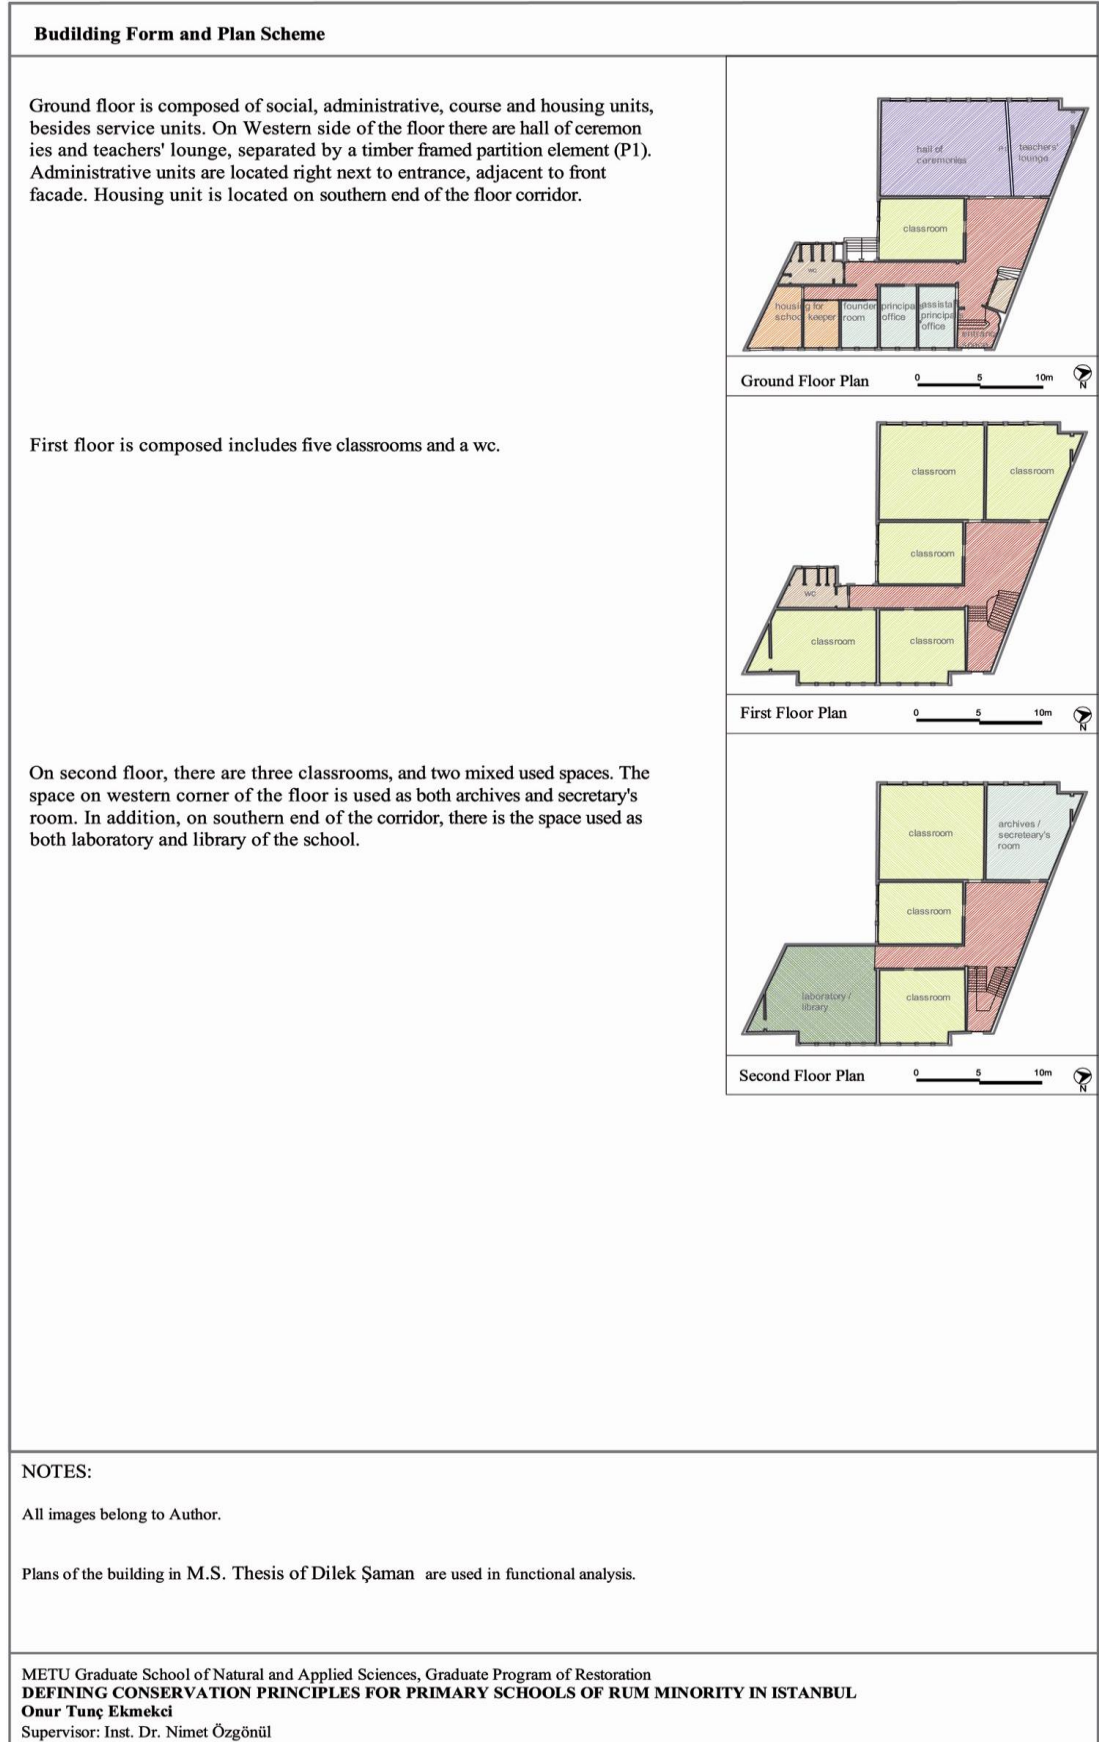 Budilding Form and Plan Scheme
Ground floor is composed of social, administrative, course and housing units,
besides service units. On Western side of the floor there are hall of ceremon
ies and teachers' lounge, separated by a timber framed partition element (P1).
Administrative units are located right next to entrance, adjacent to front
facade. Housing unit is located on southern end of the floor corridor.
hall of
ceremonies
teachers'
lounge
classroom
wc
housing for
school keeper
founder
room
principal
office
assista
principal
office
entrance
Ground Floor Plan
0 5 10m
N
First floor is composed includes five classrooms and a wc.
classroom
classroom
classroom
wc
classroom
classroom
First Floor Plan
0 5 10m
N
On second floor, there are three classrooms, and two mixed used spaces. The
space on western corner of the floor is used as both archives and secretary's
room. In addition, on southern end of the corridor, there is the space used as
both laboratory and library of the school.
classroom
archives /
secreteary's
room
classroom
laboratory /
library
classroom
Second Floor Plan
0 5 10m
N
NOTES:
All images belong to Author.
Plans of the building in M.S. Thesis of Dilek Şaman are used in functional analysis.
METU Graduate School of Natural and Applied Sciences, Graduate Program of Restoration
DEFINING CONSERVATION PRINCIPLES FOR PRIMARY SCHOOLS OF RUM MINORITY IN ISTANBUL
Onur Tunç Ekmekci
Supervisor: Inst. Dr. Nimet Özgönül